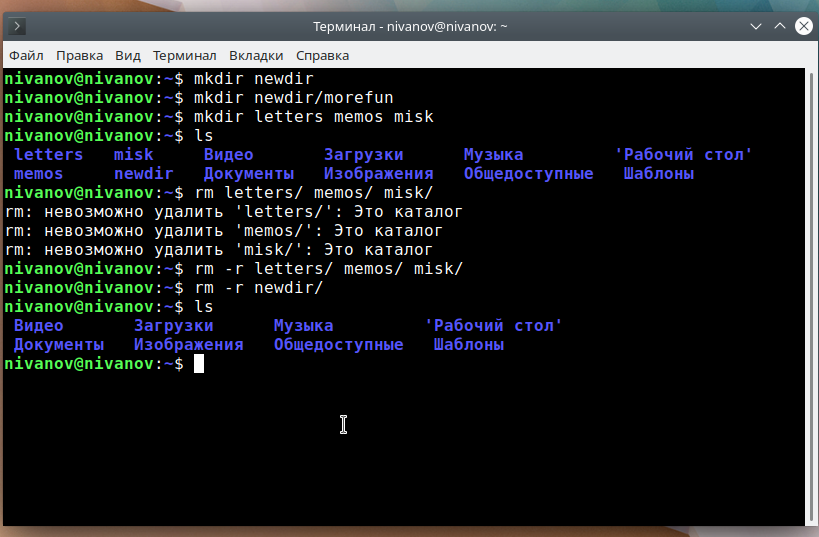 Терминал - nivanov@nivanov: ~
Файл Правка Вид Терминал Вкладки Справка
nivanov@nivanov:~$ mkdir newdir
nivanov@nivanov:~$ mkdir newdir/morefun
nivanov@nivanov:~$ mkdir letters memos misk
nivanov@nivanov:~$ ls
letters misk Видео Загрузки Музыка 'Рабочий стол'
memos newdir Документы Изображения Общедоступные Шаблоны
nivanov@nivanov:~$ rm letters/ memos/ misk/
rm: невозможно удалить 'letters/': Это каталог
rm: невозможно удалить 'memos/': Это каталог
rm: невозможно удалить 'misk/': Это каталог
nivanov@nivanov:~$ rm -r letters/ memos/ misk/
nivanov@nivanov:~$ rm -r newdir/
nivanov@nivanov:~$ ls
Видео Загрузки Музыка 'Рабочий стол'
Документы Изображения Общедоступные Шаблоны
nivanov@nivanov:~$